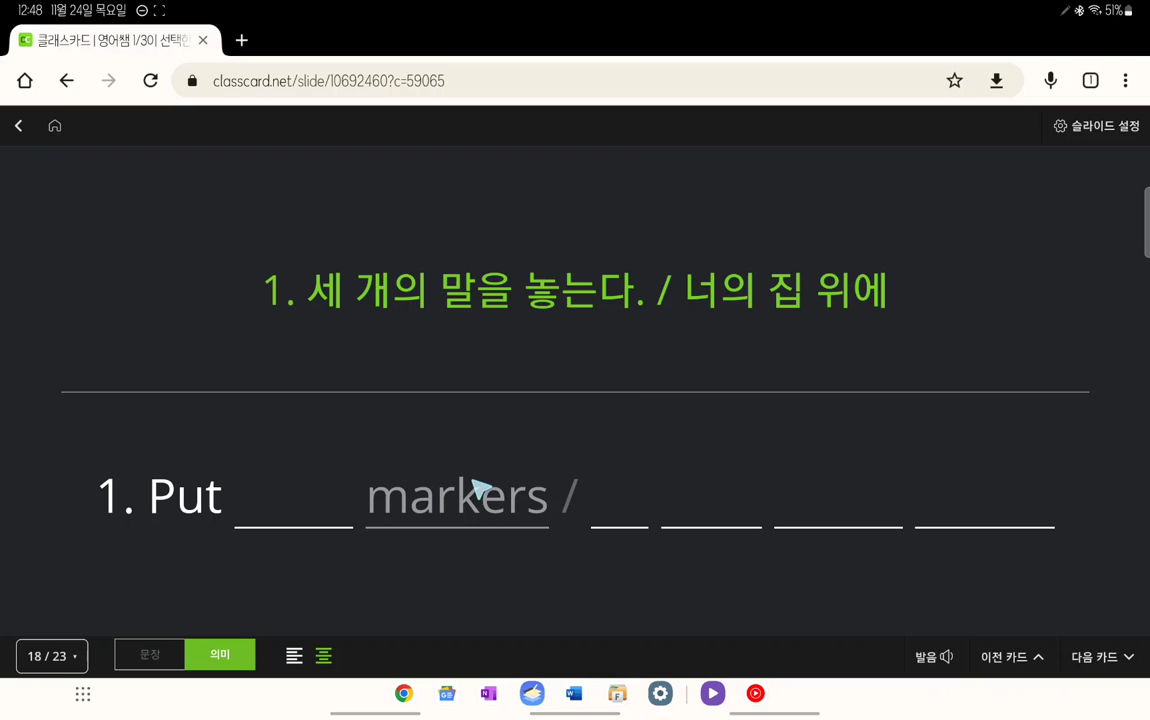 12:48 11월 24일 목요일
51%
클래스카드 | 영어쌤 1/3이 선택한
classcard.net/slide/10692460?c=59065
슬라이드 설정
1. 세 개의 말을 놓는다. / 너의 집 위에
1. Put markers /
18 / 23
문장 의미
발음 이전 카드 다음 카드